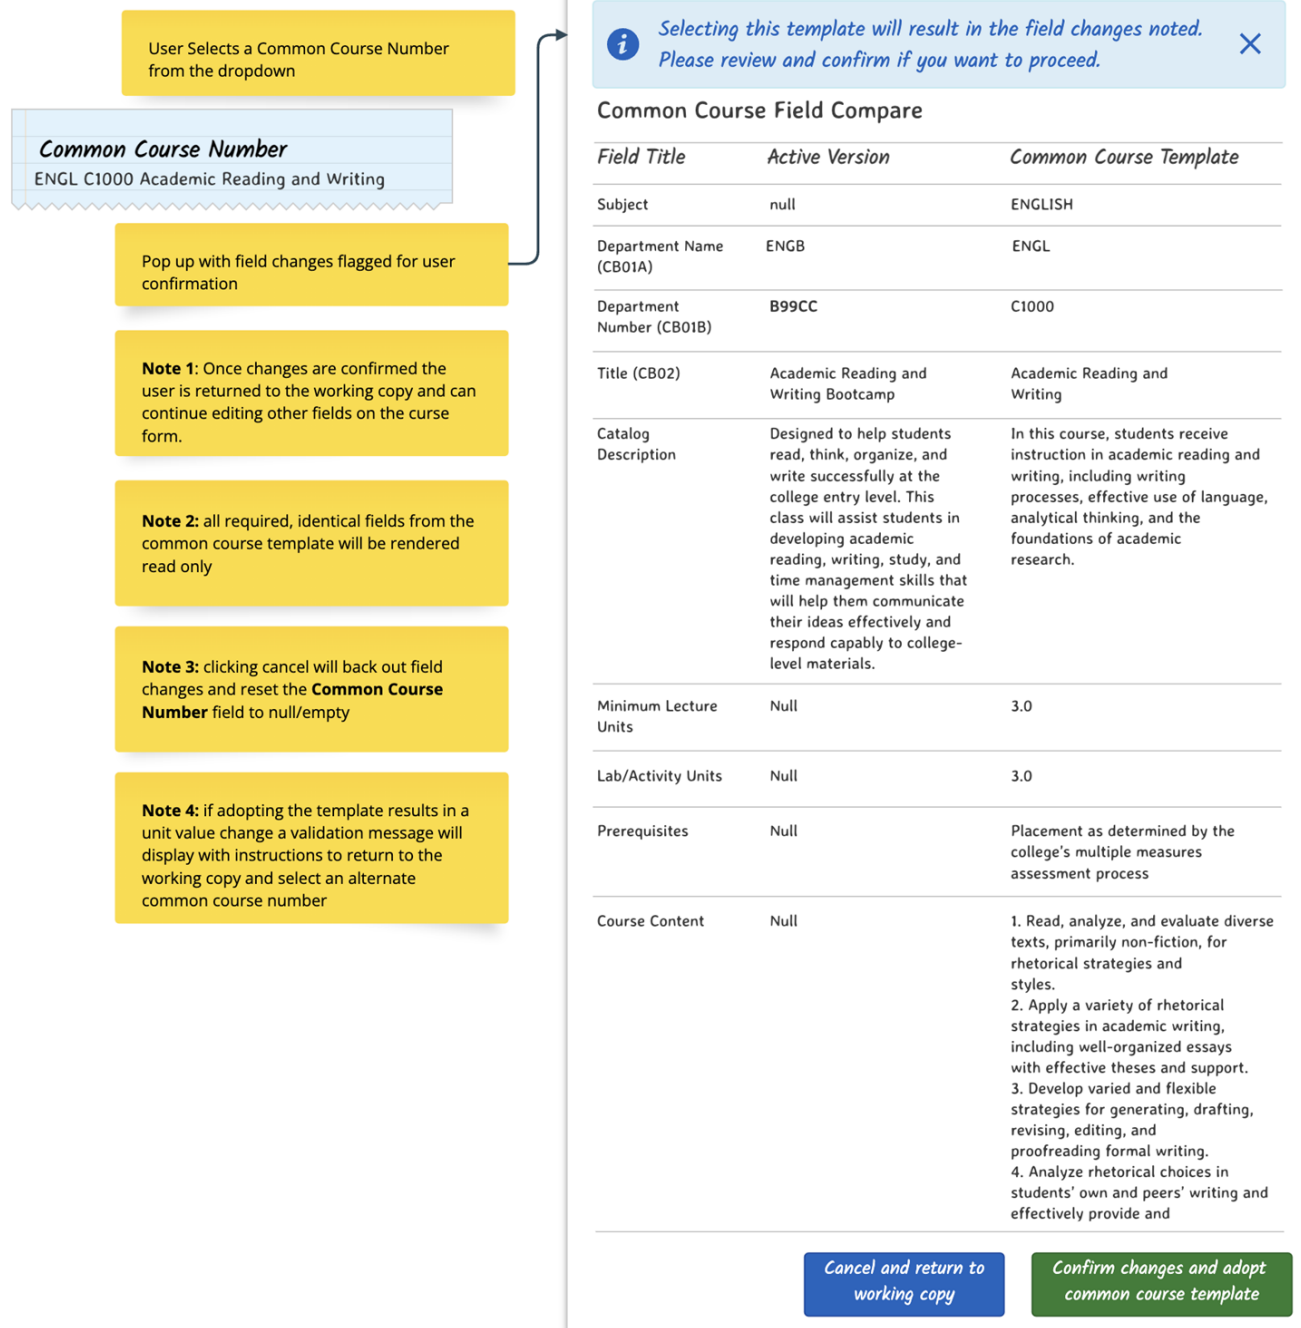 User Selects a Common Course Number
from the dropdown
Common Course Number
ENGL C1000 Academic Reading and Writing
Pop up with field changes flagged for user
confirmation
Note 1: Once changes are confirmed the
user is returned to the working copy and can
continue editing other fields on the curse
form.
Note 2: all required, identical fields from the
common course template will be rendered
read only
Note 3: clicking cancel will back out field
changes and reset the Common Course
Number field to null/empty
Note 4: if adopting the template results in a
unit value change a validation message will
display with instructions to return to the
working copy and select an alternate
common course number
Selecting this template will result in the field changes noted.
Please review and confirm if you want to proceed.
Common Course Field Compare
Field Title Active Version Common Course Template
Subject null ENGLISH
Department Name ENGB ENGL
(CB01A)
Department B99CC C1000
Number (CB01B)
Title (CB02) Academic Reading and Academic Reading and
Writing Bootcamp Writing
Catalog Designed to help students In this course, students receive
Description read, think, organize, and instruction in academic reading and
write successfully at the writing, including writing
college entry level. This processes, effective use of language,
class will assist students in analytical thinking, and the
developing academic foundations of academic
reading, writing, study, and research.
time management skills that
will help them communicate
their ideas effectively and
respond capably to college-
level materials.
Minimum Lecture Null 3.0
Units
Lab/Activity Units Null 3.0
Prerequisites Null Placement as determined by the
college's multiple measures
assessment process
Course Content Null 1. Read, analyze, and evaluate diverse
texts, primarily non-fiction, for
rhetorical strategies and
styles.
2. Apply a variety of rhetorical
strategies in academic writing,
including well-organized essays
with effective theses and support.
3. Develop varied and flexible
strategies for generating, drafting,
revising, editing, and
proofreading formal writing.
4. Analyze rhetorical choices in
students' own and peers' writing and
effectively provide and
Cancel and return to
working copy
Confirm changes and adopt
common course template